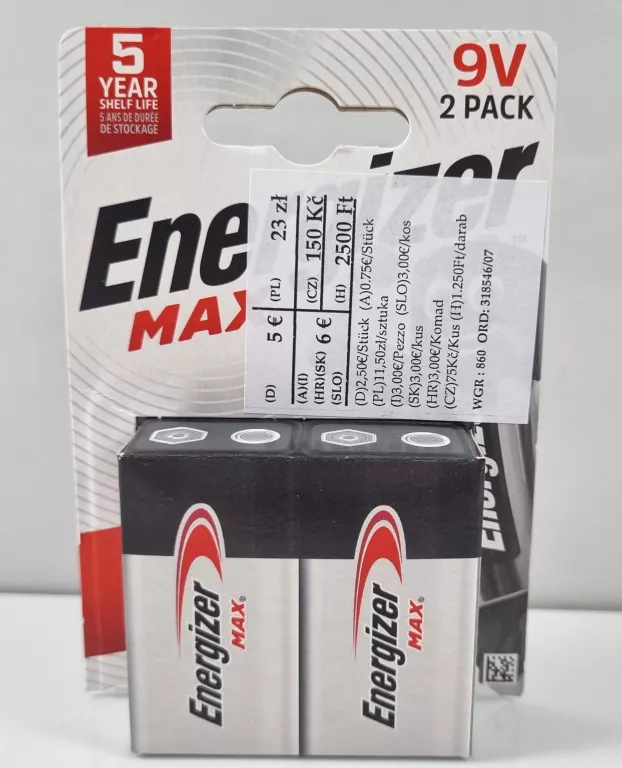 5
YEAR
SHELF LIFE
5 ANS DE DURÉE
DE STOCKAGE
9V
2 PACK
Energizer
MAX
(D) 5 € (PL) 23 zł
(A)(I)
(HR)(SK) 6 € (CZ) 150 Kč
(SLO) (H) 2500 Ft
(D)2,50€/Stück (A)0.75€/Stück
(PL)11,50zł/sztuka
(I)3,00€/Pezzo (SLO)3,00€/kos
(SK)3,00€/kus
(HR)3,00€/Komad
(CZ)75Kč/Kus (H)1.250Ft/darab
WGR : 860 ORD: 318546/07
Energizer
MAX®
Energizer
MAX®